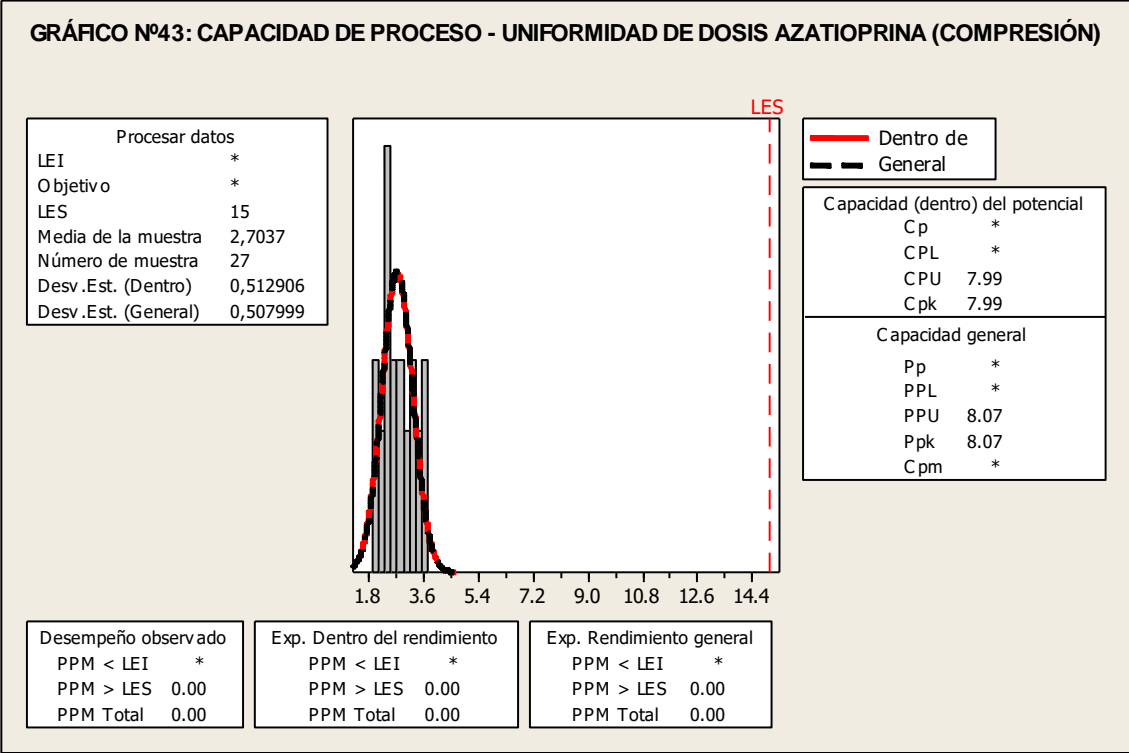 GRÁFICO Nº43: CAPACIDAD DE PROCESO - UNIFORMIDAD DE DOSIS AZATIOPRINA (COMPRESIÓN)
LES
Procesar datos
LEI *
Objetivo *
LES 15
Media de la muestra 2,7037
Número de muestra 27
Desv.Est. (Dentro) 0,512906
Desv.Est. (General) 0,507999
Dentro de
General
Capacidad (dentro) del potencial
Cp *
CPL *
CPU 7.99
Cpk 7.99
Capacidad general
Pp *
PPL *
PPU 8.07
Ppk 8.07
Cpm *
1.8 3.6 5.4 7.2 9.0 10.8 12.6 14.4
Desempeño observado
PPM < LEI *
PPM > LES 0.00
PPM Total 0.00
Exp. Dentro del rendimiento
PPM < LEI *
PPM > LES 0.00
PPM Total 0.00
Exp. Rendimiento general
PPM < LEI *
PPM > LES 0.00
PPM Total 0.00